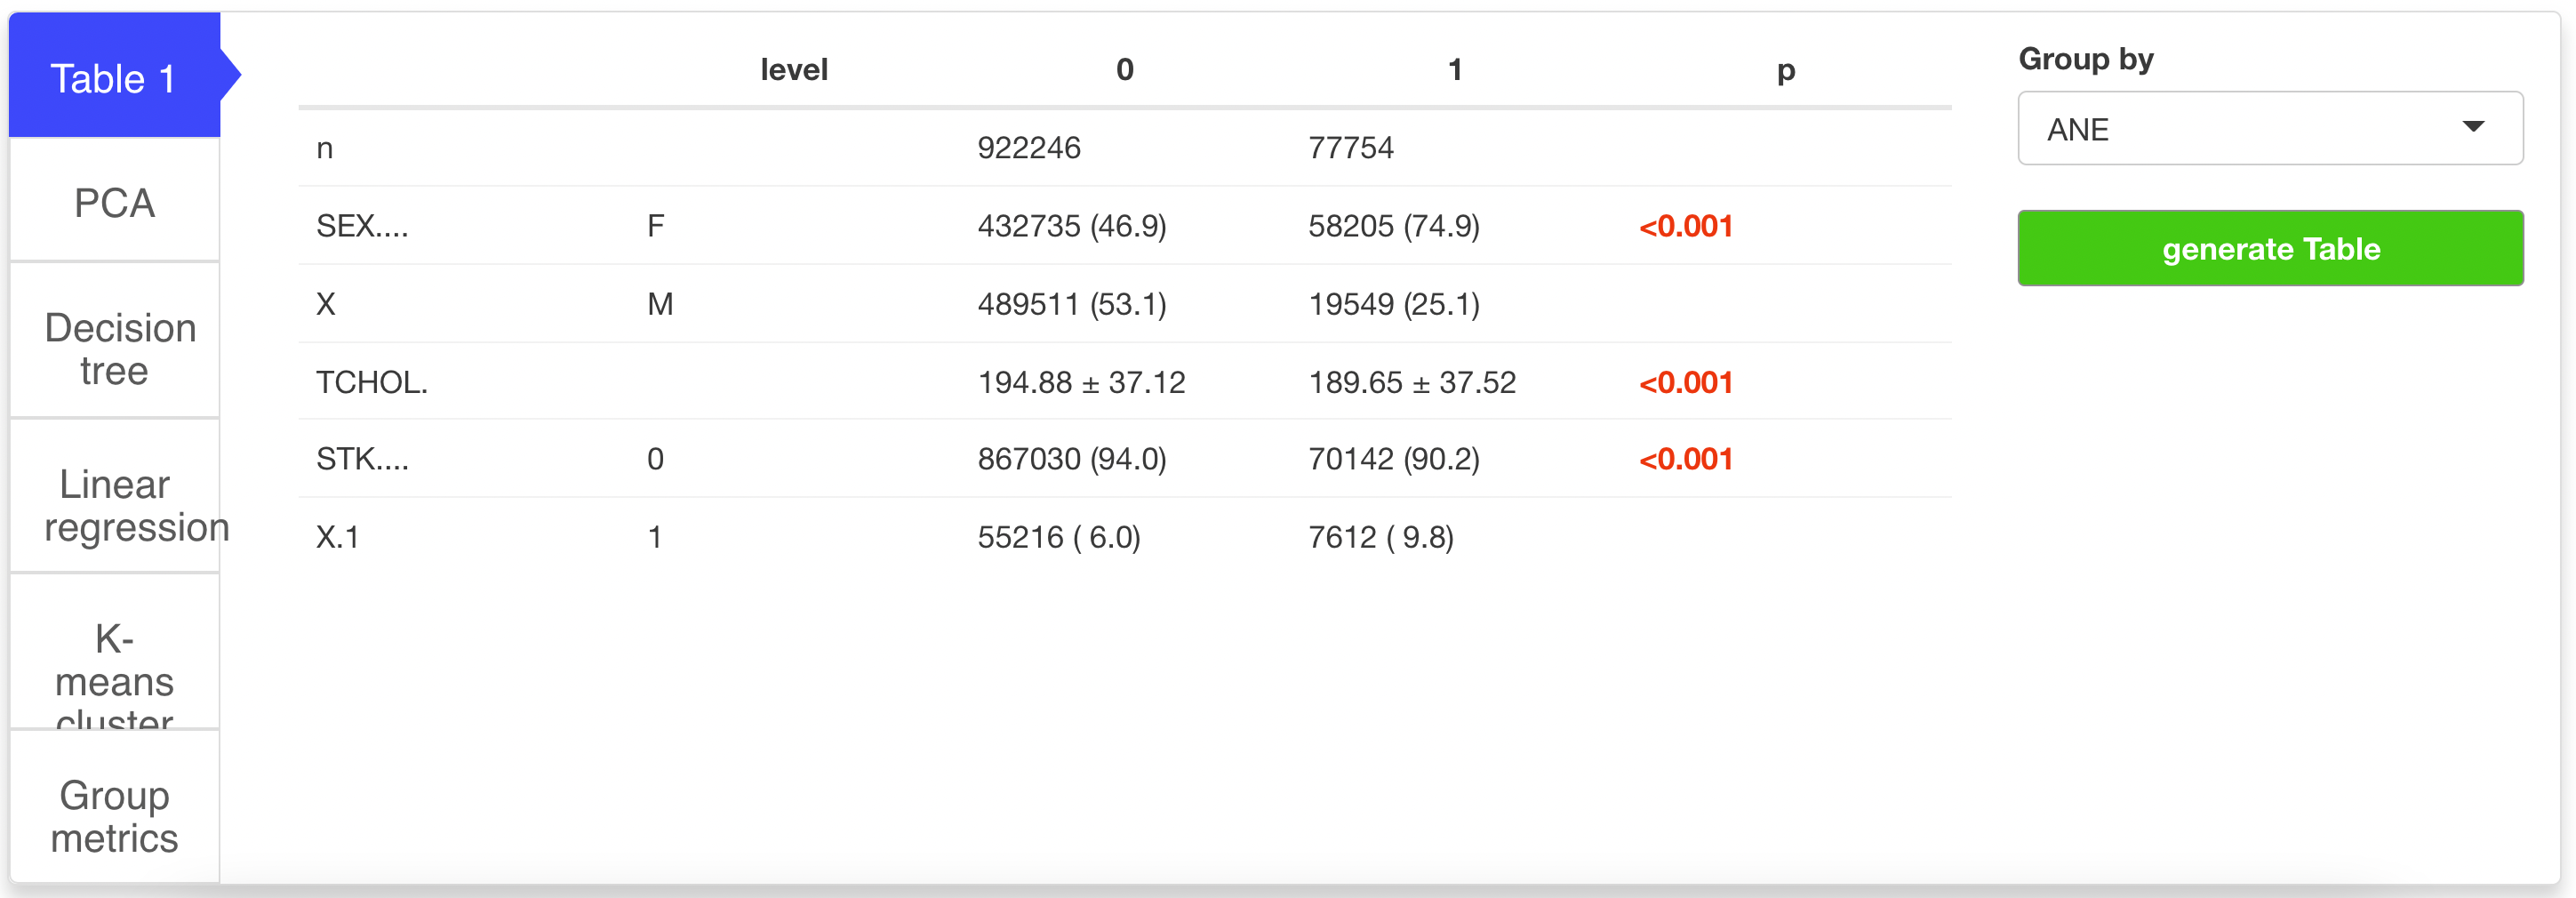 Table 1
PCA
Decision
tree
Linear
regression
K-
means
cluster
Group
metrics
level 0 1 p
n 922246 77754
SEX.... F 432735 (46.9) 58205 (74.9) <0.001
X M 489511 (53.1) 19549 (25.1)
TCHOL. 194.88 ± 37.12 189.65 ± 37.52 <0.001
STK.... 0 867030 (94.0) 70142 (90.2) <0.001
X.1 1 55216 ( 6.0) 7612 ( 9.8)
Group by
ANE
generate Table